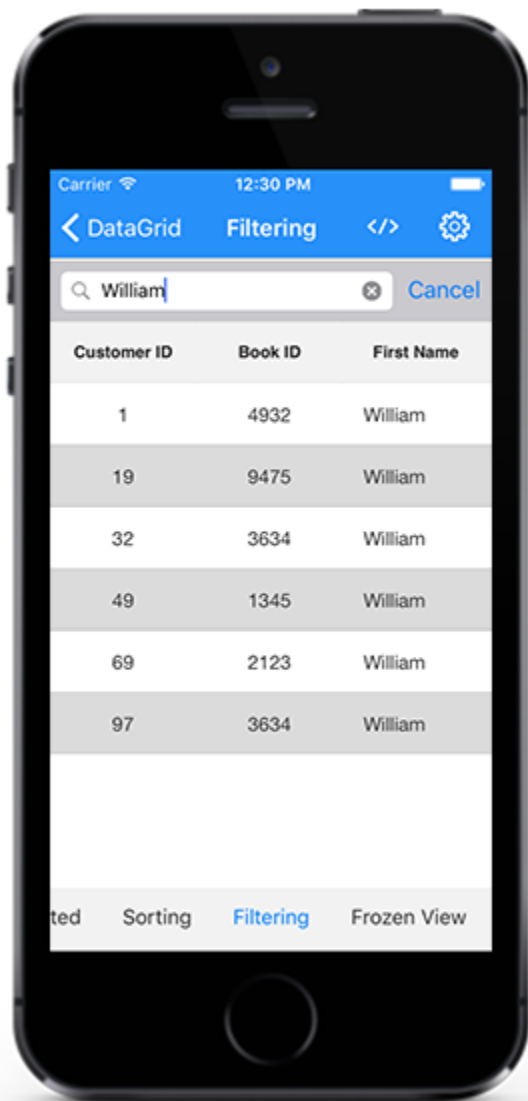 Carrier 12:30 PM
DataGrid Filtering </>
William Cancel
Customer ID Book ID First Name
1 4932 William
19 9475 William
32 3634 William
49 1345 William
69 2123 William
97 3634 William
ted Sorting Filtering Frozen View